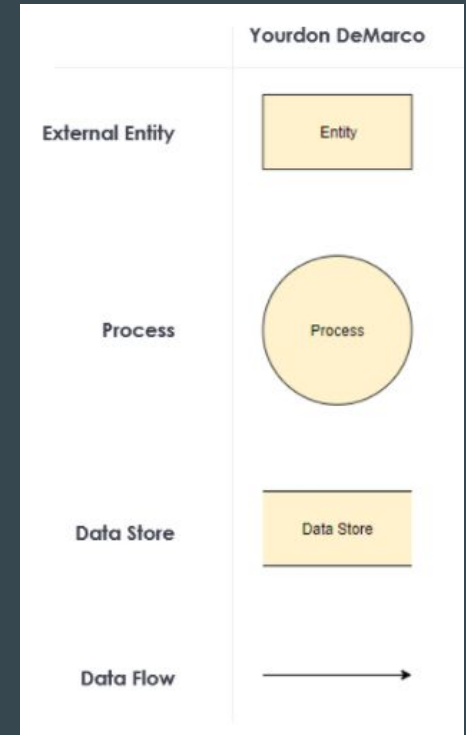 Yourdon DeMarco
External Entity
Entity
Process
Process
Data Store
Data Store
Data Flow